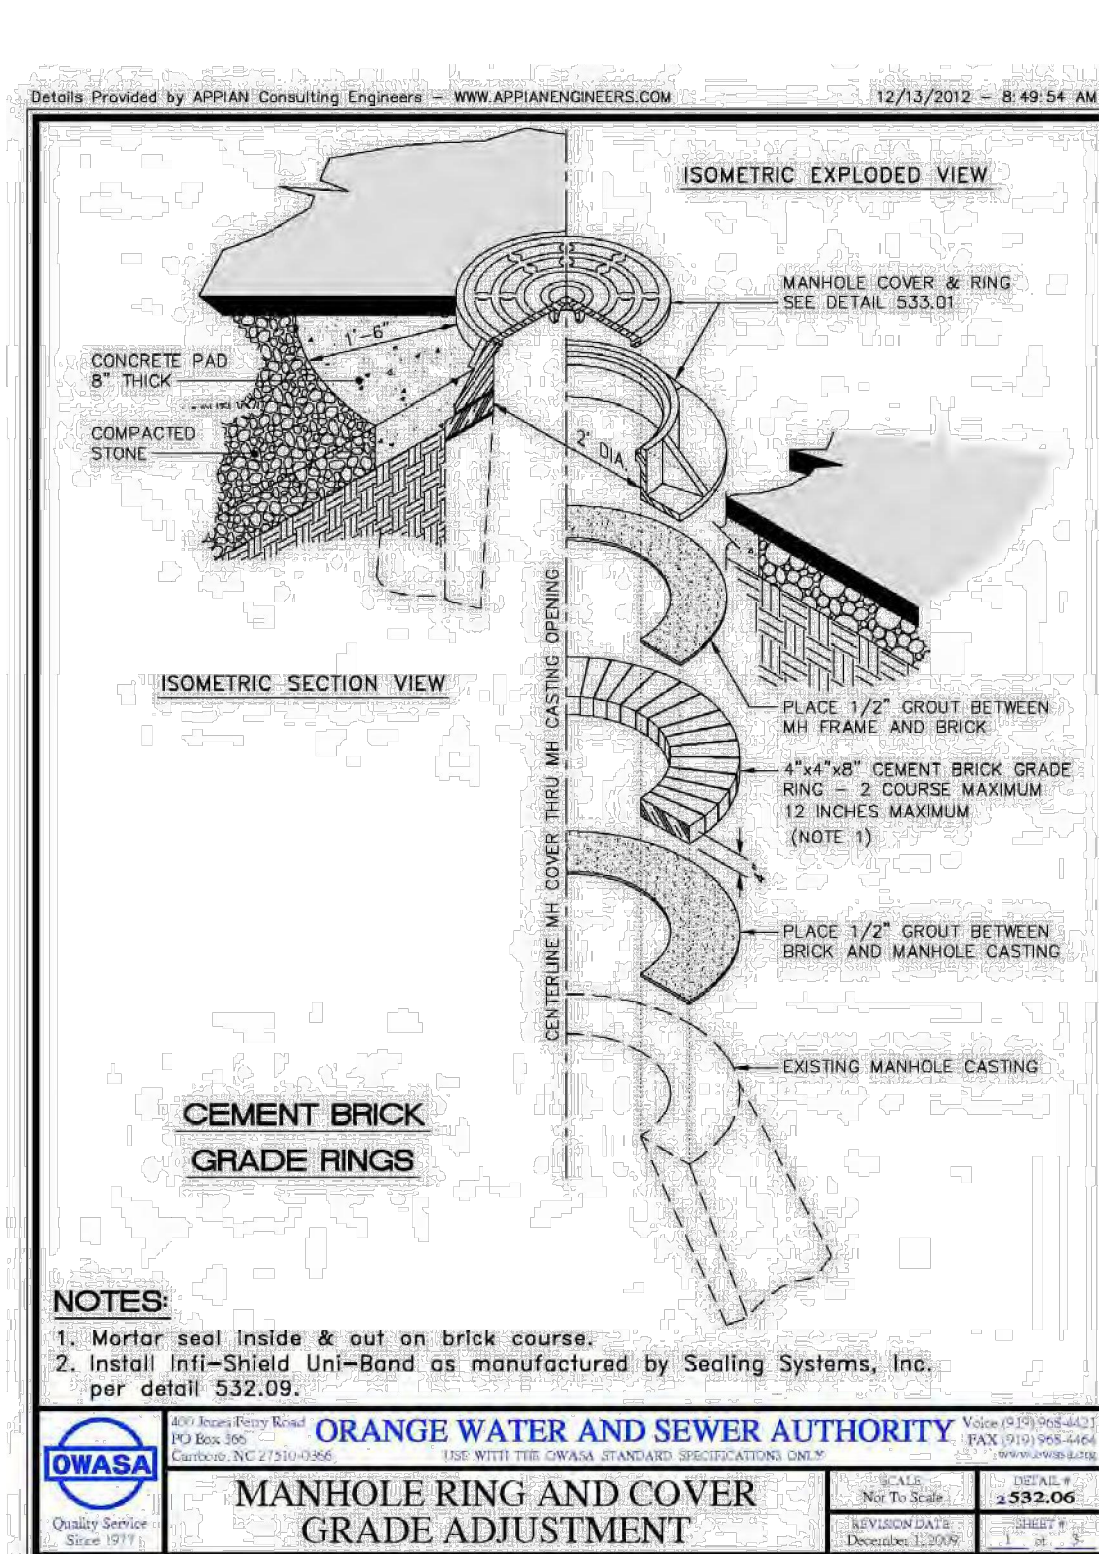 Details Provided by APPIAN Consulting Engineers - WWW.APPIANENGINEERS.COM
12/13/2012 - 8:49:54 AM
ISOMETRIC EXPLODED VIEW
MANHOLE COVER & RING
SEE DETAIL 533.01
1'-6"
CONCRETE PAD
8" THICK
COMPACTED
STONE
2' DIA.
ISOMETRIC SECTION VIEW
CENTERLINE MH COVER THRU MH CASTING OPENING
PLACE 1/2" GROUT BETWEEN
MH FRAME AND BRICK
4"x4"x8" CEMENT BRICK GRADE
RING - 2 COURSE MAXIMUM
12 INCHES MAXIMUM
(NOTE 1)
PLACE 1/2" GROUT BETWEEN
BRICK AND MANHOLE CASTING
EXISTING MANHOLE CASTING
CEMENT BRICK
GRADE RINGS
NOTES:
1. Mortar seal inside & out on brick course.
2. Install Infi-Shield Uni-Band as manufactured by Sealing Systems, Inc.
per detail 532.09.
OWASA
Quality Service
Since 1977
400 Jones Ferry Road
PO Box 366
Carrboro, NC 27510-0366
ORANGE WATER AND SEWER AUTHORITY
USE WITH THE OWASA STANDARD SPECIFICATIONS ONLY
Voice (919) 968-4421
FAX (919) 968-4464
www.owasa.org
MANHOLE RING AND COVER
GRADE ADJUSTMENT
SCALE
Not To Scale
DETAIL #
2 532.06
REVISION DATE
December 1, 2009
SHEET #
1 of 3